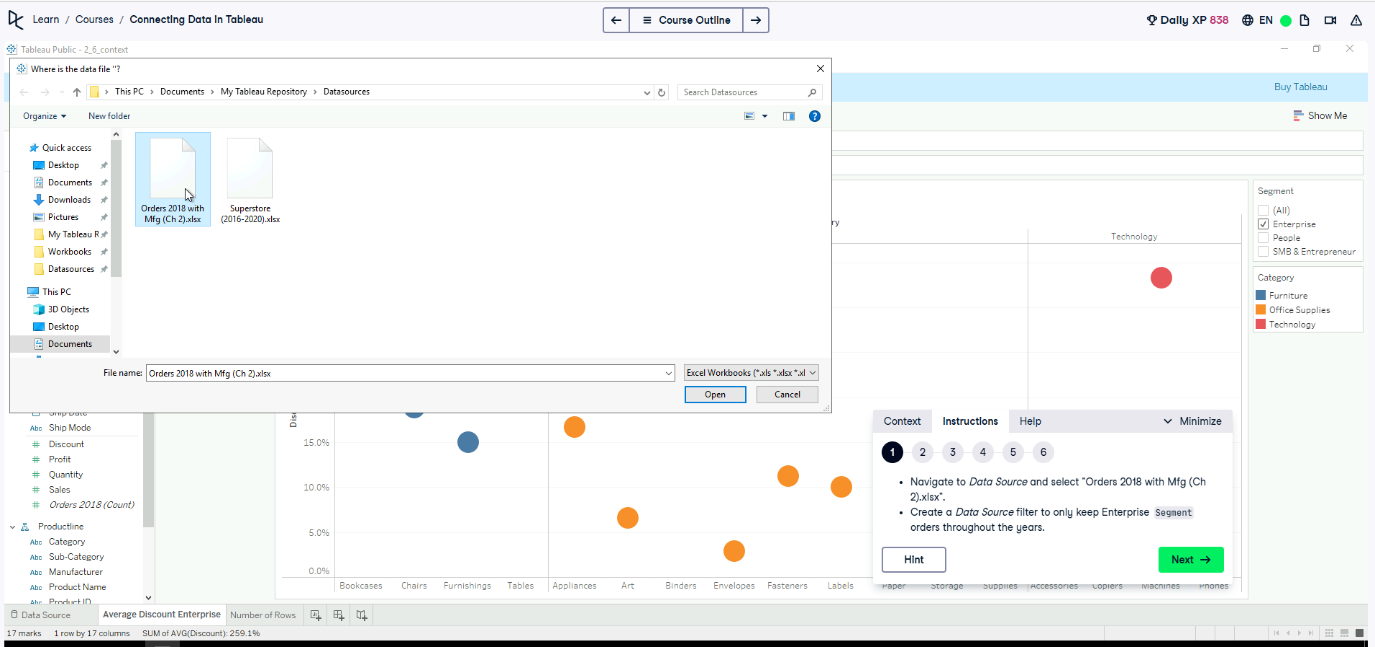 Learn / Courses / Connecting Data in Tableau
Course Outline
Daily XP 838
EN
Tableau Public - 2_6_context
Where is the data file ''?
This PC > Documents > My Tableau Repository > Datasources
Search Datasources
Buy Tableau
Organize
New folder
Show Me
Quick access
Desktop
Documents
Downloads
Pictures
My Tableau R
Workbooks
Datasources
This PC
3D Objects
Desktop
Documents
Orders 2018 with
Mfg (Ch 2).xlsx
Superstore
(2016-2020).xlsx
File name:
Orders 2018 with Mfg (Ch 2).xlsx
Excel Workbooks (*.xls *.xlsx *.xl
Open
Cancel
Segment
(All)
Enterprise
People
SMB & Entrepreneur
Category
Furniture
Office Supplies
Technology
ry
Technology
Ship Date
Abc Ship Mode
# Discount
# Profit
# Quantity
# Sales
# Orders 2018 (Count)
Productline
Abc Category
Abc Sub-Category
Abc Manufacturer
Abc Product Name
Abc Product ID
Disc
15.0%
10.0%
5.0%
0.0%
Bookcases Chairs Furnishings Tables Appliances Art Binders Envelopes Fasteners Labels Paper Storage Supplies Accessories Copiers Machines Phones
Context
Instructions
Help
Minimize
1 2 3 4 5 6
• Navigate to Data Source and select "Orders 2018 with Mfg (Ch
2).xlsx".
• Create a Data Source filter to only keep Enterprise Segment
orders throughout the years.
Hint
Next →
Data Source
Average Discount Enterprise
Number of Rows
17 marks 1 row by 17 columns SUM of AVG(Discount): 259.1%